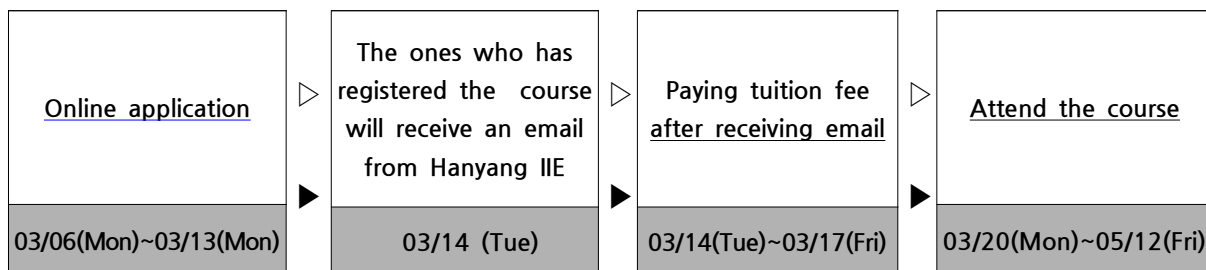 Online application
The ones who has
registered the course
will receive an email
from Hanyang IIE
Paying tuition fee
after receiving email
Attend the course
03/06(Mon)~03/13(Mon)
03/14 (Tue)
03/14(Tue)~03/17(Fri)
03/20(Mon)~05/12(Fri)